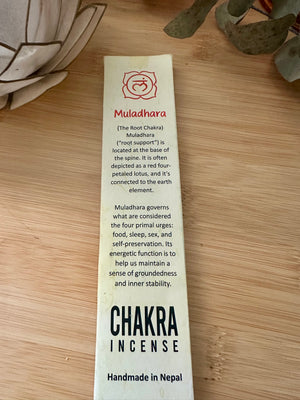 Muladhara
(The Root Chakra)
Muladhara
("root support") is
located at the base of
the spine. It is often
depicted as a red four-
petaled lotus, and it's
connected to the earth
element.
Muladhara governs
what are considered
the four primal urges:
food, sleep, sex, and
self-preservation. Its
energetic function is to
help us maintain a
sense of groundedness
and inner stability.
CHAKRA
INCENSE
Handmade in Nepal